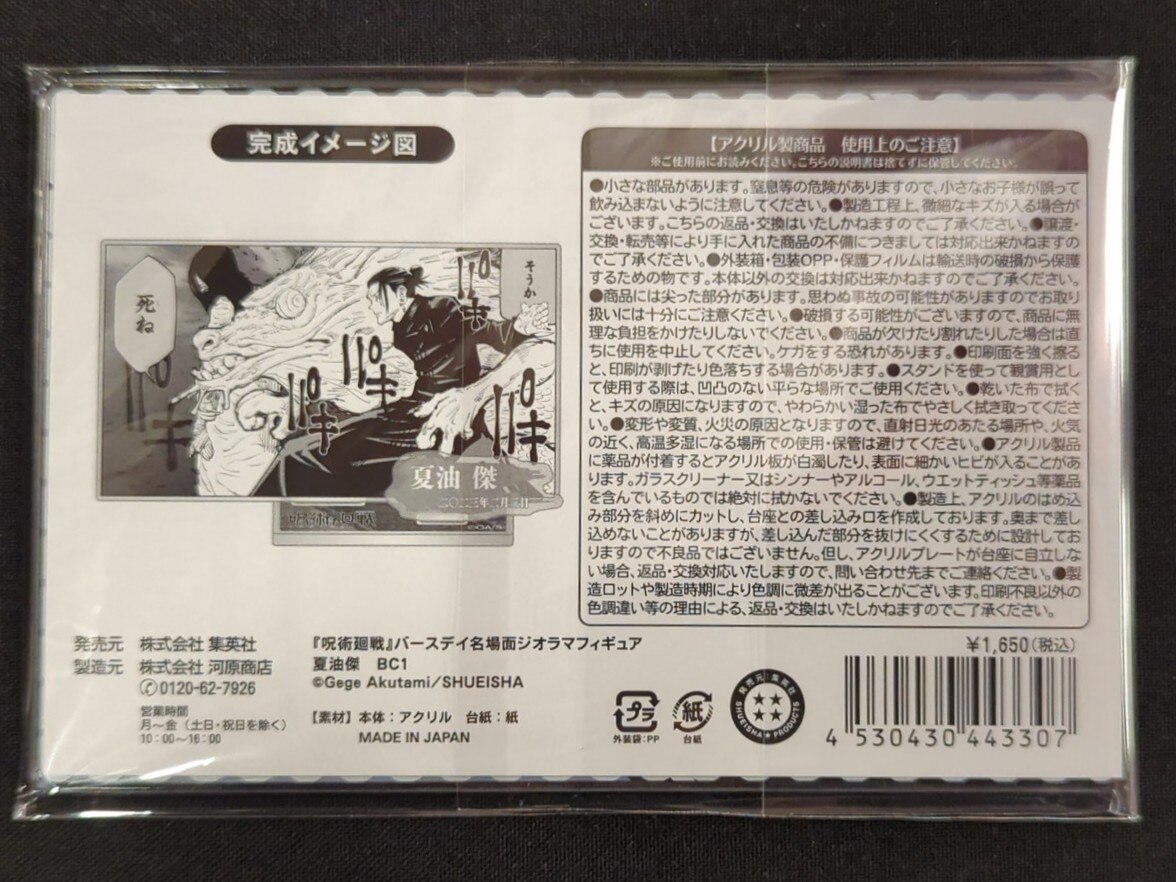 完成イメージ図
死ね
そうか
パキ
パキ
パキ
パキ
夏油 傑
二〇二三年二月三日
呪術廻戦
【アクリル製商品 使用上のご注意】
※ご使用前にお読みください。こちらの説明書は捨てずに保管してください。
●小さな部品があります。窒息等の危険がありますので、小さなお子様が誤って
飲み込まないように注意してください。●製造工程上、微細なキズが入る場合が
ございます。こちらの返品・交換はいたしかねますのでご了承ください。●譲渡・
交換・転売等により手に入れた商品の不備につきましては対応出来かねますの
でご了承ください。●外装箱・包装OPP・保護フィルムは輸送時の破損から保護
するための物です。本体以外の交換は対応出来かねますのでご了承ください。
●商品には尖った部分があります。思わぬ事故の可能性がありますのでお取り
扱いには十分にご注意ください。●破損する可能性がございますので、商品に無
理な負担をかけたりしないでください。●商品が欠けたり割れたりした場合は直
ちに使用を中止してください。ケガをする恐れがあります。●印刷面を強く擦る
と、印刷が剥げたり色落ちする場合があります。●スタンドを使って観賞用とし
て使用する際は、凹凸のない平らな場所でご使用ください。●乾いた布で拭く
と、キズの原因になりますので、やわらかい湿った布でやさしく拭き取ってくださ
い。●変形や変質、火災の原因となりますので、直射日光のあたる場所や、火気
の近く、高温多湿になる場所での使用・保管は避けてください。●アクリル製品
に薬品が付着するとアクリル板が白濁したり、表面に細かいヒビが入ることがあ
ります。ガラスクリーナー又はシンナーやアルコール、ウエットティッシュ等薬品
を含んでいるものでは絶対に拭かないでください。●製造上、アクリルのはめ込
み部分を斜めにカットし、台座との差し込み口を作成しております。奥まで差し
込めないことがありますが、差し込んだ部分を抜けにくくするために設計してお
りますので不良品ではございません。但し、アクリルプレートが台座に自立しな
い場合、返品・交換対応いたしますので、問い合わせ先までご連絡ください。●製
造ロットや製造時期により色調に微差が出ることがございます。印刷不良以外の
色調違い等の理由による、返品・交換はいたしかねますのでご了承ください。
発売元 株式会社 集英社
製造元 株式会社 河原商店
0120-62-7926
営業時間
月〜金(土日・祝日を除く)
10:00〜16:00
『呪術廻戦』バースデイ名場面ジオラマフィギュア
夏油傑 BC1
©Gege Akutami/SHUEISHA
【素材】本体:アクリル 台紙:紙
MADE IN JAPAN
プラ
外装袋:PP
紙
台紙
発売元:集英社
SHUEISHA PRODUCTS
¥1,650(税込)
4 530430 443307